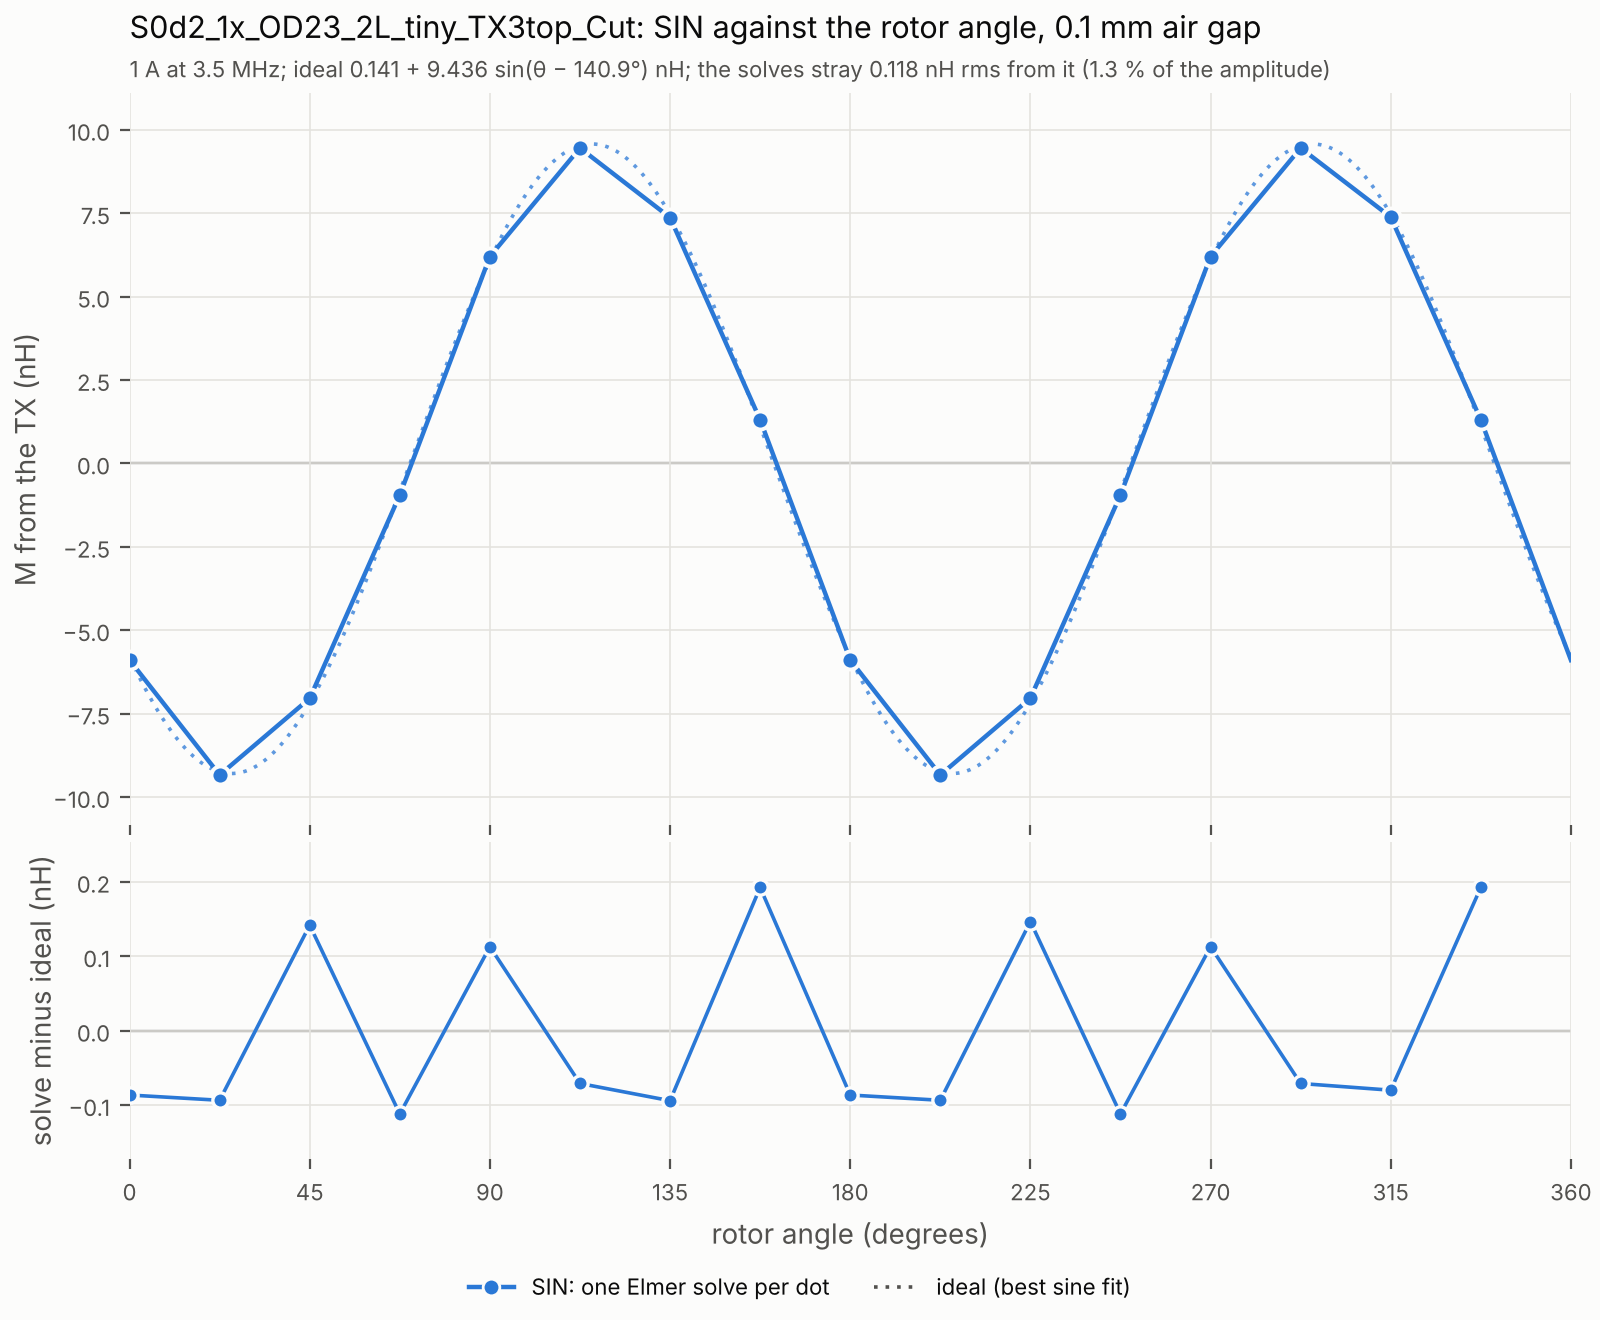 S0d2_1x_OD23_2L_tiny_TX3top_Cut: SIN against the rotor angle, 0.1 mm air gap
1 A at 3.5 MHz; ideal 0.141 + 9.436 sin(θ − 140.9°) nH; the solves stray 0.118 nH rms from it (1.3 % of the amplitude)
M from the TX (nH)
10.0
7.5
5.0
2.5
0.0
−2.5
−5.0
−7.5
−10.0
solve minus ideal (nH)
0.2
0.1
0.0
−0.1
0 45 90 135 180 225 270 315 360
rotor angle (degrees)
SIN: one Elmer solve per dot ideal (best sine fit)